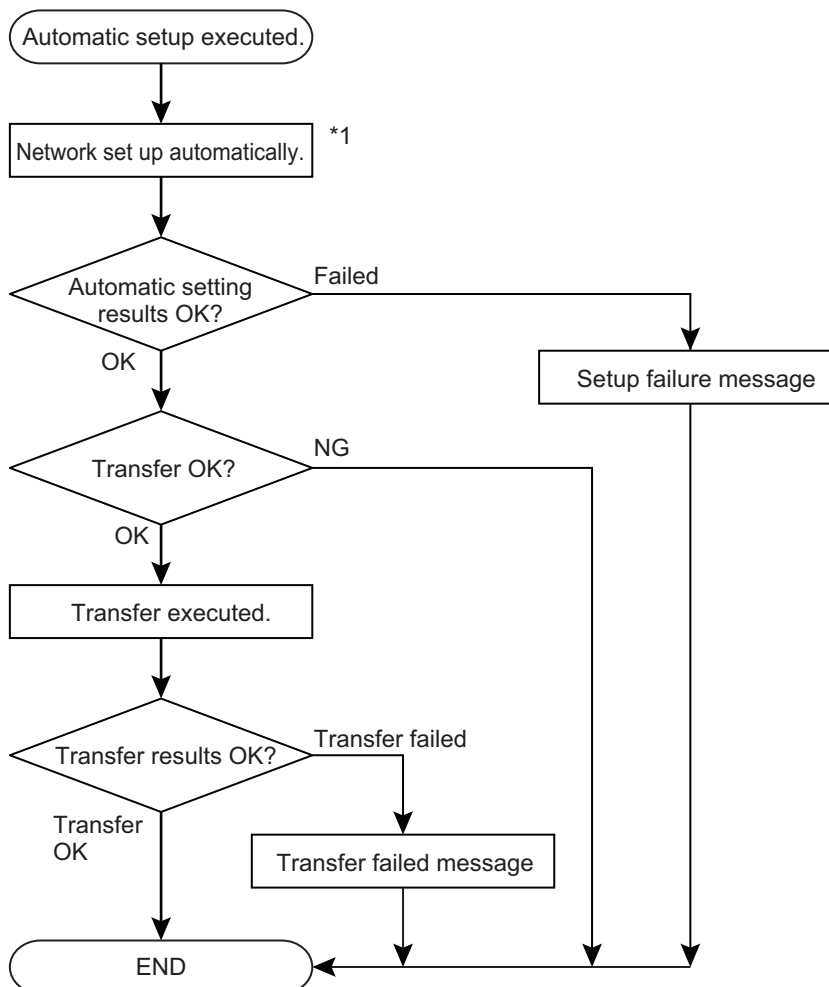 Automatic setup executed.
Network set up automatically.
*1
Automatic setting
results OK?
Failed
OK
Setup failure message
Transfer OK?
NG
OK
Transfer executed.
Transfer results OK?
Transfer failed
Transfer
OK
Transfer failed message
END